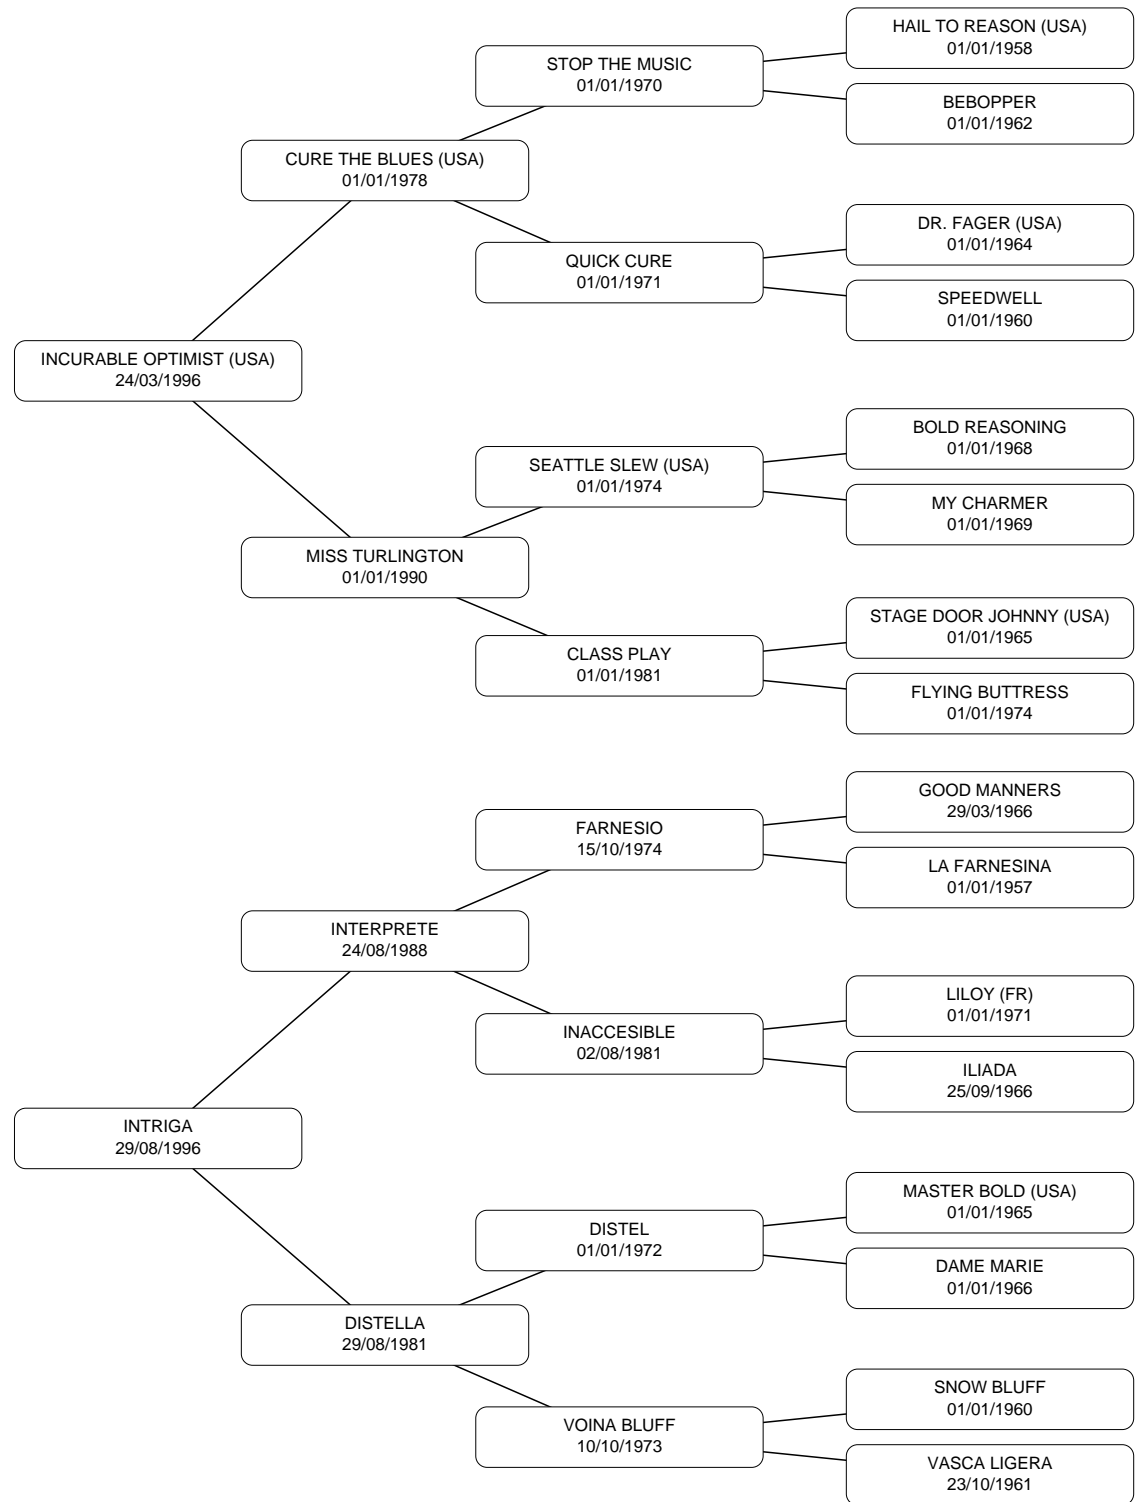 HAIL TO REASON (USA)
01/01/1958
STOP THE MUSIC
01/01/1970
BEBOPPER
01/01/1962
CURE THE BLUES (USA)
01/01/1978
DR. FAGER (USA)
01/01/1964
QUICK CURE
01/01/1971
SPEEDWELL
01/01/1960
INCURABLE OPTIMIST (USA)
24/03/1996
BOLD REASONING
01/01/1968
SEATTLE SLEW (USA)
01/01/1974
MY CHARMER
01/01/1969
MISS TURLINGTON
01/01/1990
STAGE DOOR JOHNNY (USA)
01/01/1965
CLASS PLAY
01/01/1981
FLYING BUTTRESS
01/01/1974
GOOD MANNERS
29/03/1966
FARNESIO
15/10/1974
LA FARNESINA
01/01/1957
INTERPRETE
24/08/1988
LILOY (FR)
01/01/1971
INACCESIBLE
02/08/1981
ILIADA
25/09/1966
INTRIGA
29/08/1996
MASTER BOLD (USA)
01/01/1965
DISTEL
01/01/1972
DAME MARIE
01/01/1966
DISTELLA
29/08/1981
SNOW BLUFF
01/01/1960
VOINA BLUFF
10/10/1973
VASCA LIGERA
23/10/1961